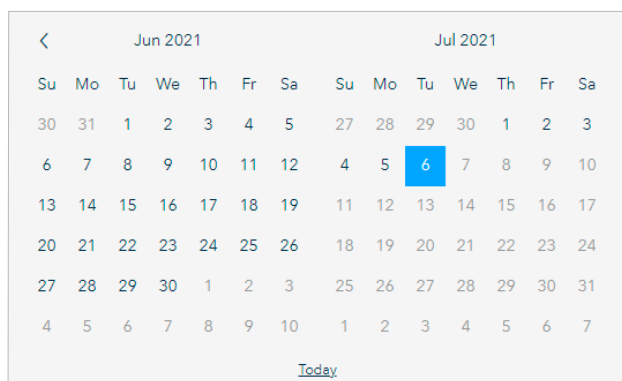 Jun 2021 Jul 2021
Su Mo Tu We Th Fr Sa Su Mo Tu We Th Fr Sa
30 31 1 2 3 4 5 27 28 29 30 1 2 3
6 7 8 9 10 11 12 4 5 6 7 8 9 10
13 14 15 16 17 18 19 11 12 13 14 15 16 17
20 21 22 23 24 25 26 18 19 20 21 22 23 24
27 28 29 30 1 2 3 25 26 27 28 29 30 31
4 5 6 7 8 9 10 1 2 3 4 5 6 7
Today